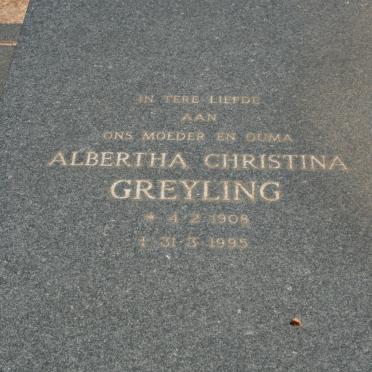 IN TERE LIEFDE
AAN
ONS MOEDER EN OUMA
ALBERTHA CHRISTINA
GREYLING
* 4.2.1908
† 31.3.1995